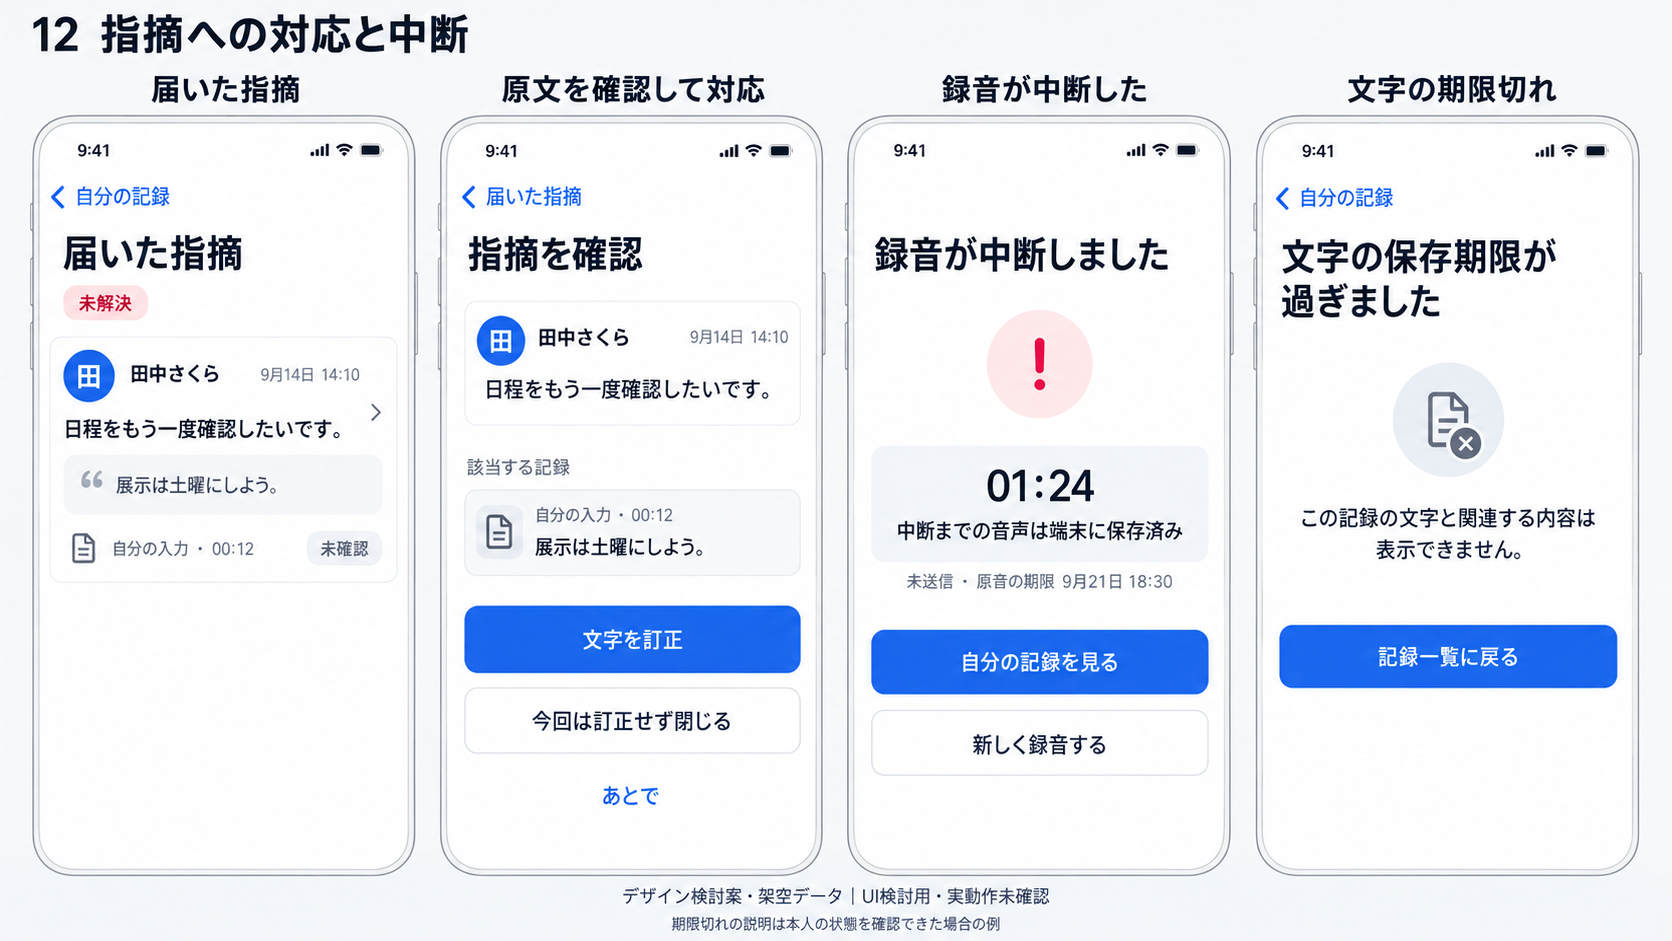 12 指摘への対応と中断
届いた指摘
9:41
自分の記録
届いた指摘
未解決
田
田中さくら
9月14日 14:10
日程をもう一度確認したいです。
“
展示は土曜にしよう。
自分の入力・00:12
未確認
原文を確認して対応
9:41
届いた指摘
指摘を確認
田
田中さくら
9月14日 14:10
日程をもう一度確認したいです。
該当する記録
自分の入力・00:12
展示は土曜にしよう。
文字を訂正
今回は訂正せず閉じる
あとで
録音が中断した
9:41
録音が中断しました
!
01:24
中断までの音声は端末に保存済み
未送信・原音の期限 9月21日 18:30
自分の記録を見る
新しく録音する
文字の期限切れ
9:41
自分の記録
文字の保存期限が
過ぎました
この記録の文字と関連する内容は
表示できません。
記録一覧に戻る
デザイン検討案・架空データ｜UI検討用・実動作未確認
期限切れの説明は本人の状態を確認できた場合の例